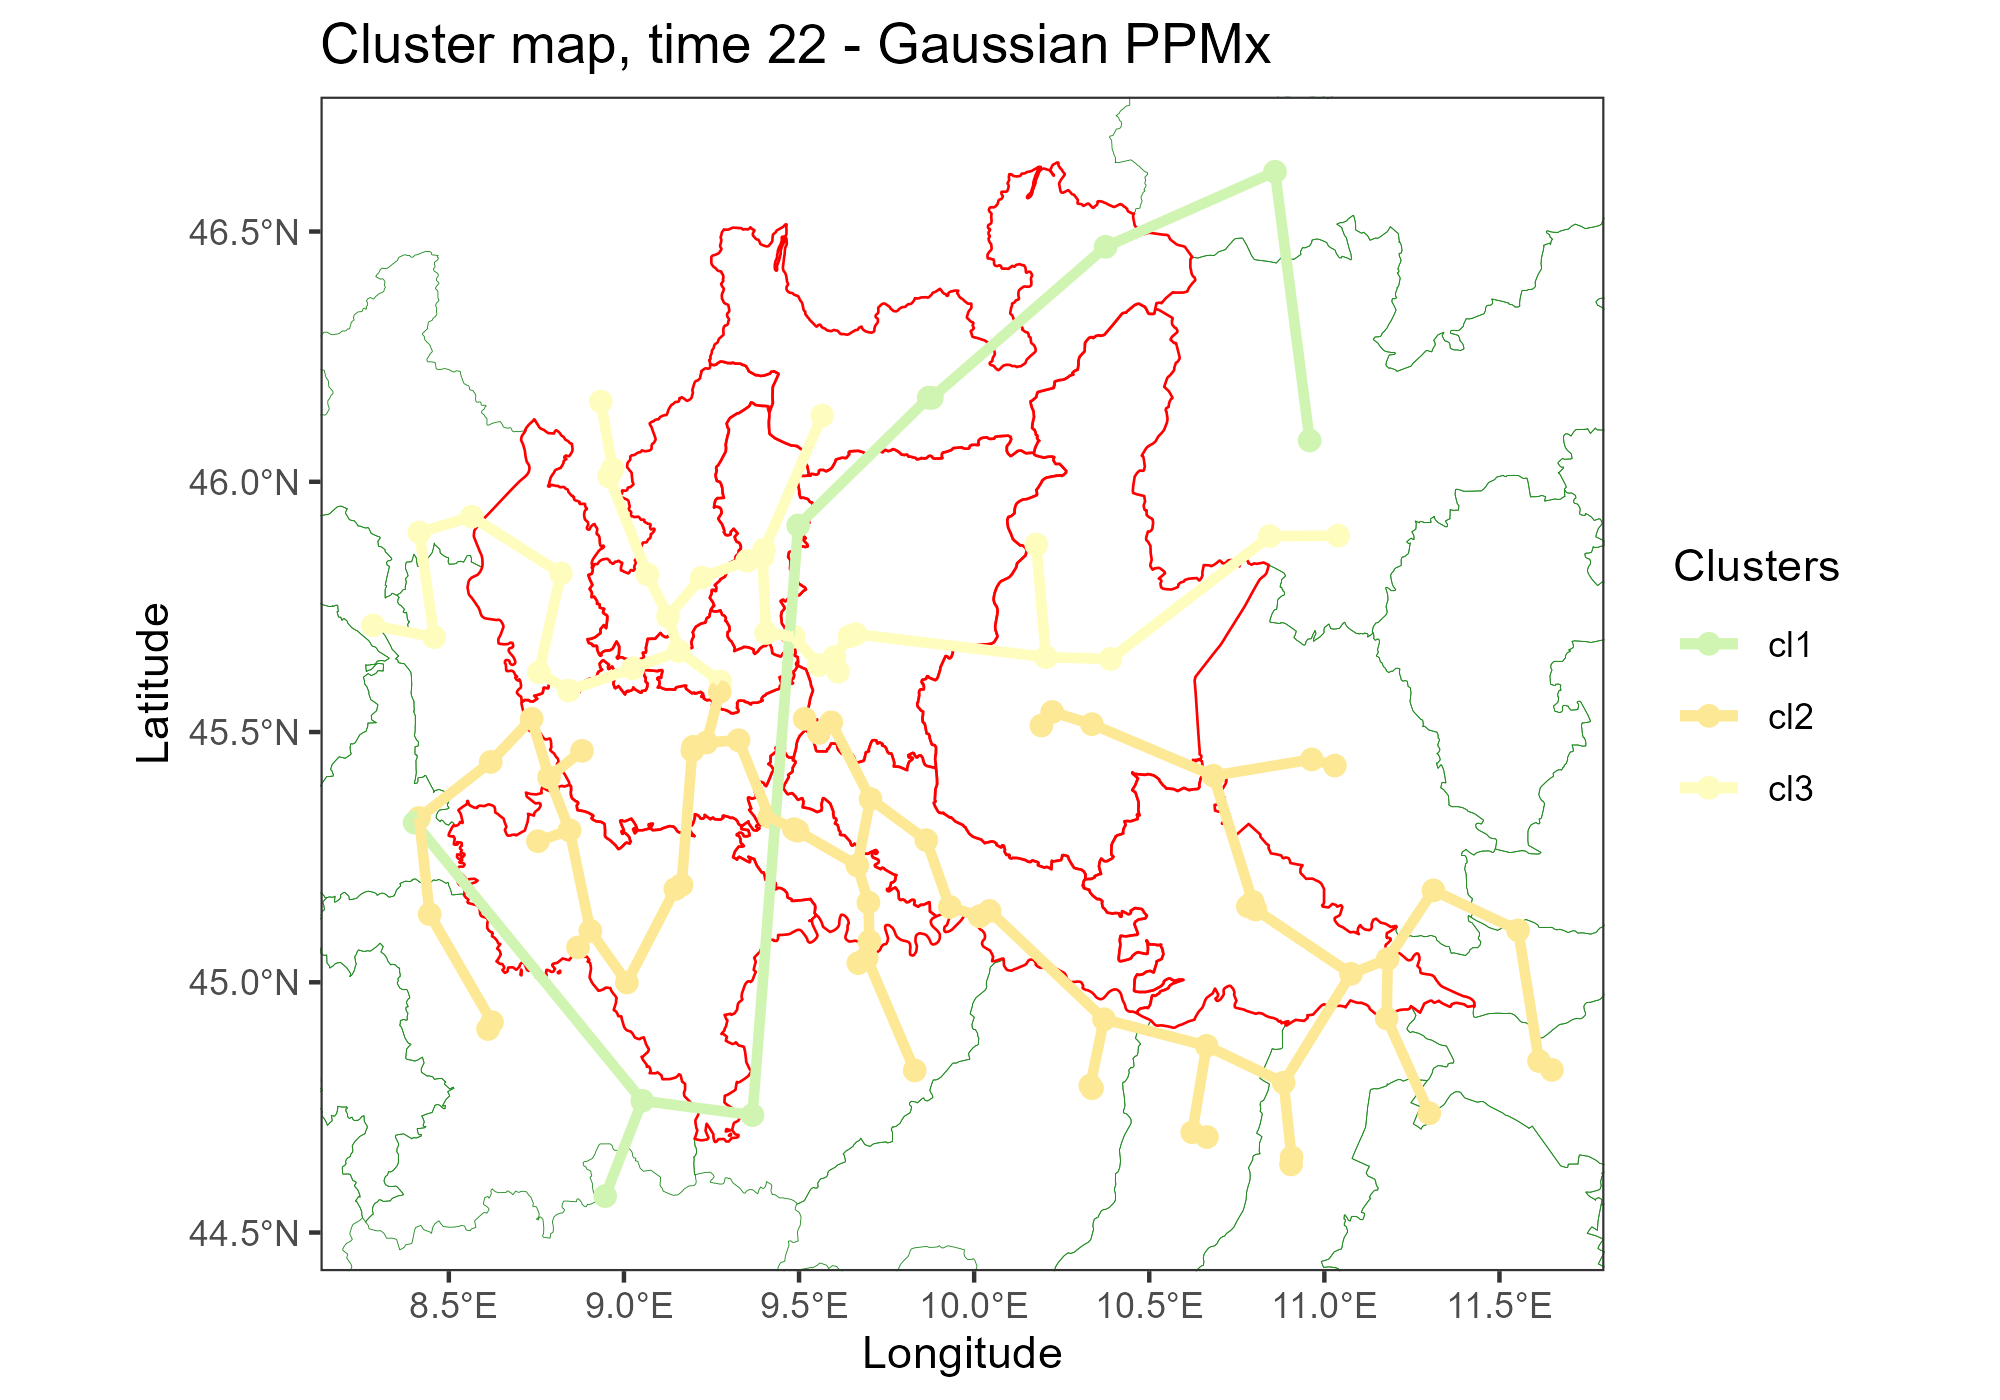 Cluster map, time 22 - Gaussian PPMx
46.5°N
46.0°N
45.5°N
45.0°N
44.5°N
Latitude
8.5°E 9.0°E 9.5°E 10.0°E 10.5°E 11.0°E 11.5°E
Longitude
Clusters
cl1
cl2
cl3